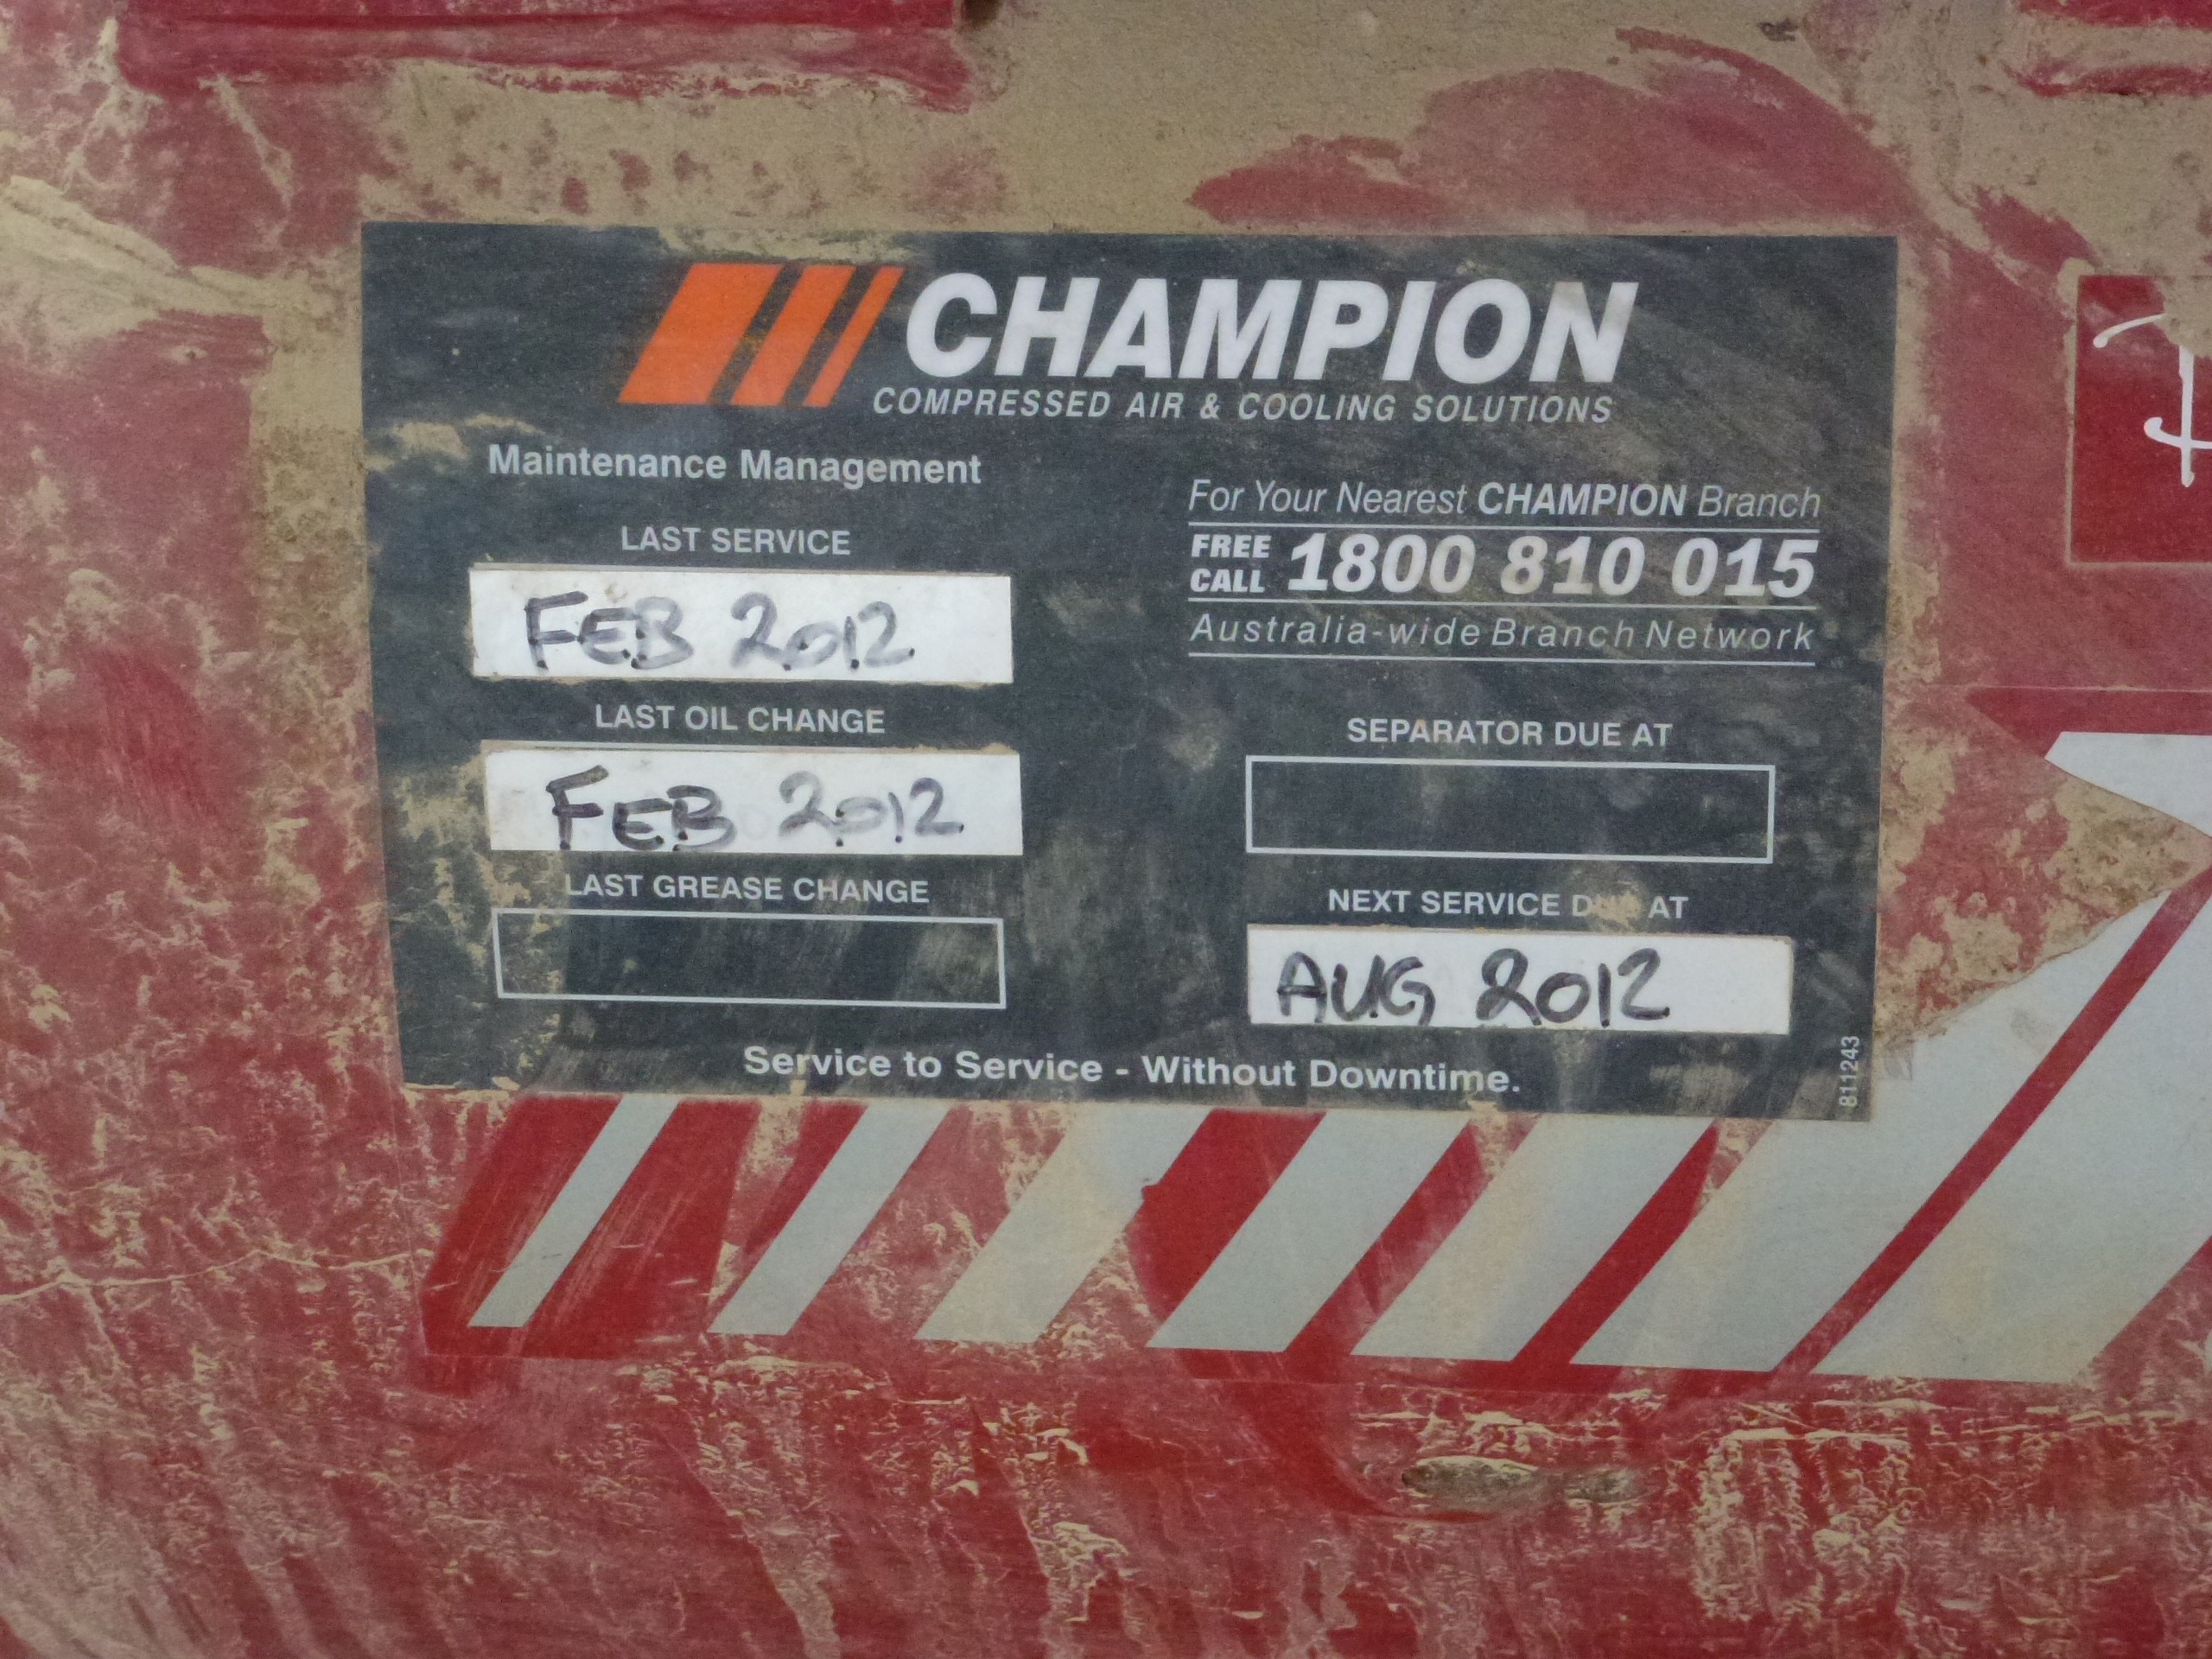 CHAMPION
COMPRESSED AIR & COOLING SOLUTIONS
Maintenance Management
LAST SERVICE
FEB 2012
LAST OIL CHANGE
FEB 2012
LAST GREASE CHANGE
For Your Nearest CHAMPION Branch
FREE CALL 1800 810 015
Australia-wide Branch Network
SEPARATOR DUE AT
NEXT SERVICE DUE AT
AUG 2012
Service to Service - Without Downtime.
811243